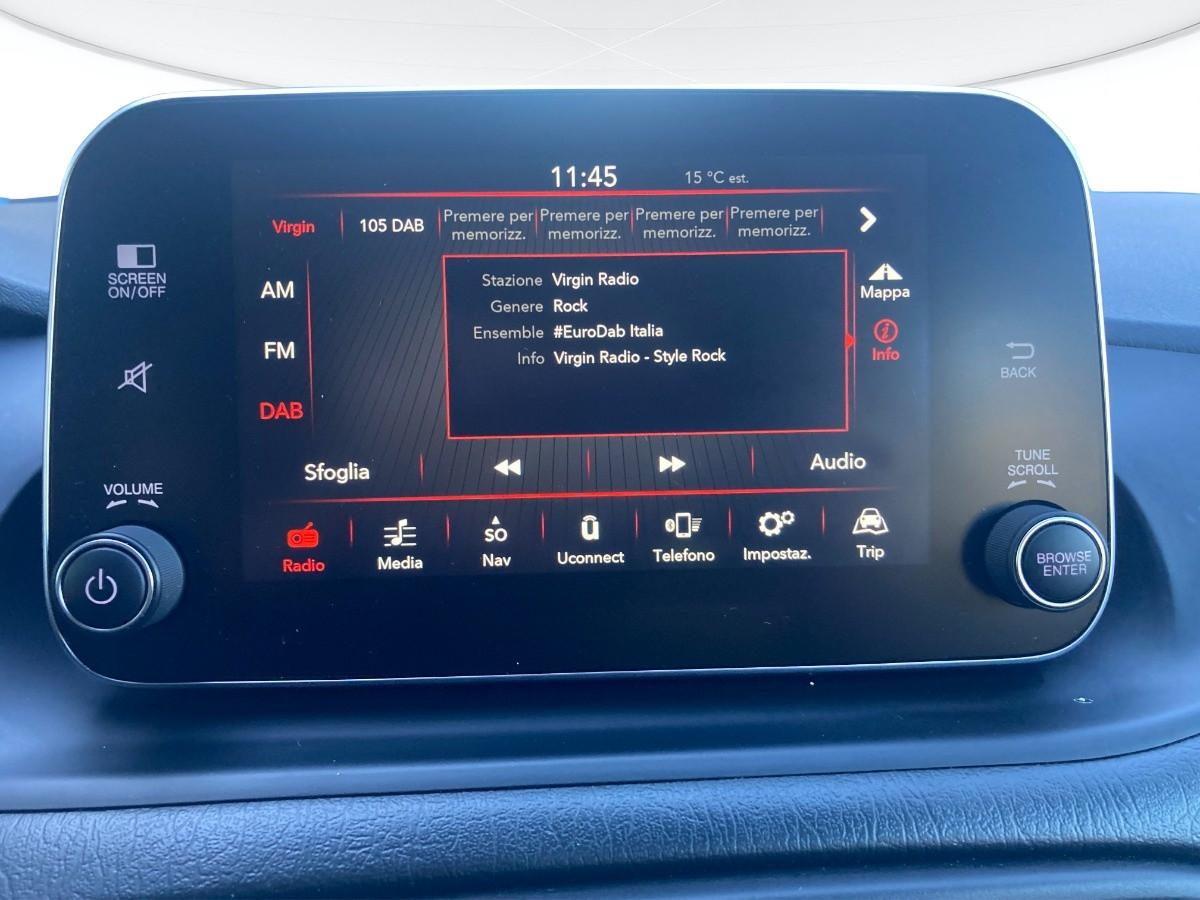 11:45 15 °C est.
Virgin 105 DAB Premere per memorizz. Premere per memorizz. Premere per memorizz. Premere per memorizz.
SCREEN
ON/OFF
AM
FM
DAB
Stazione Virgin Radio
Genere Rock
Ensemble #EuroDab Italia
Info Virgin Radio - Style Rock
Mappa
Info
BACK
Sfoglia Audio
TUNE
SCROLL
VOLUME
Radio
Media
SO
Nav
Uconnect
Telefono
Impostaz.
Trip
BROWSE
ENTER